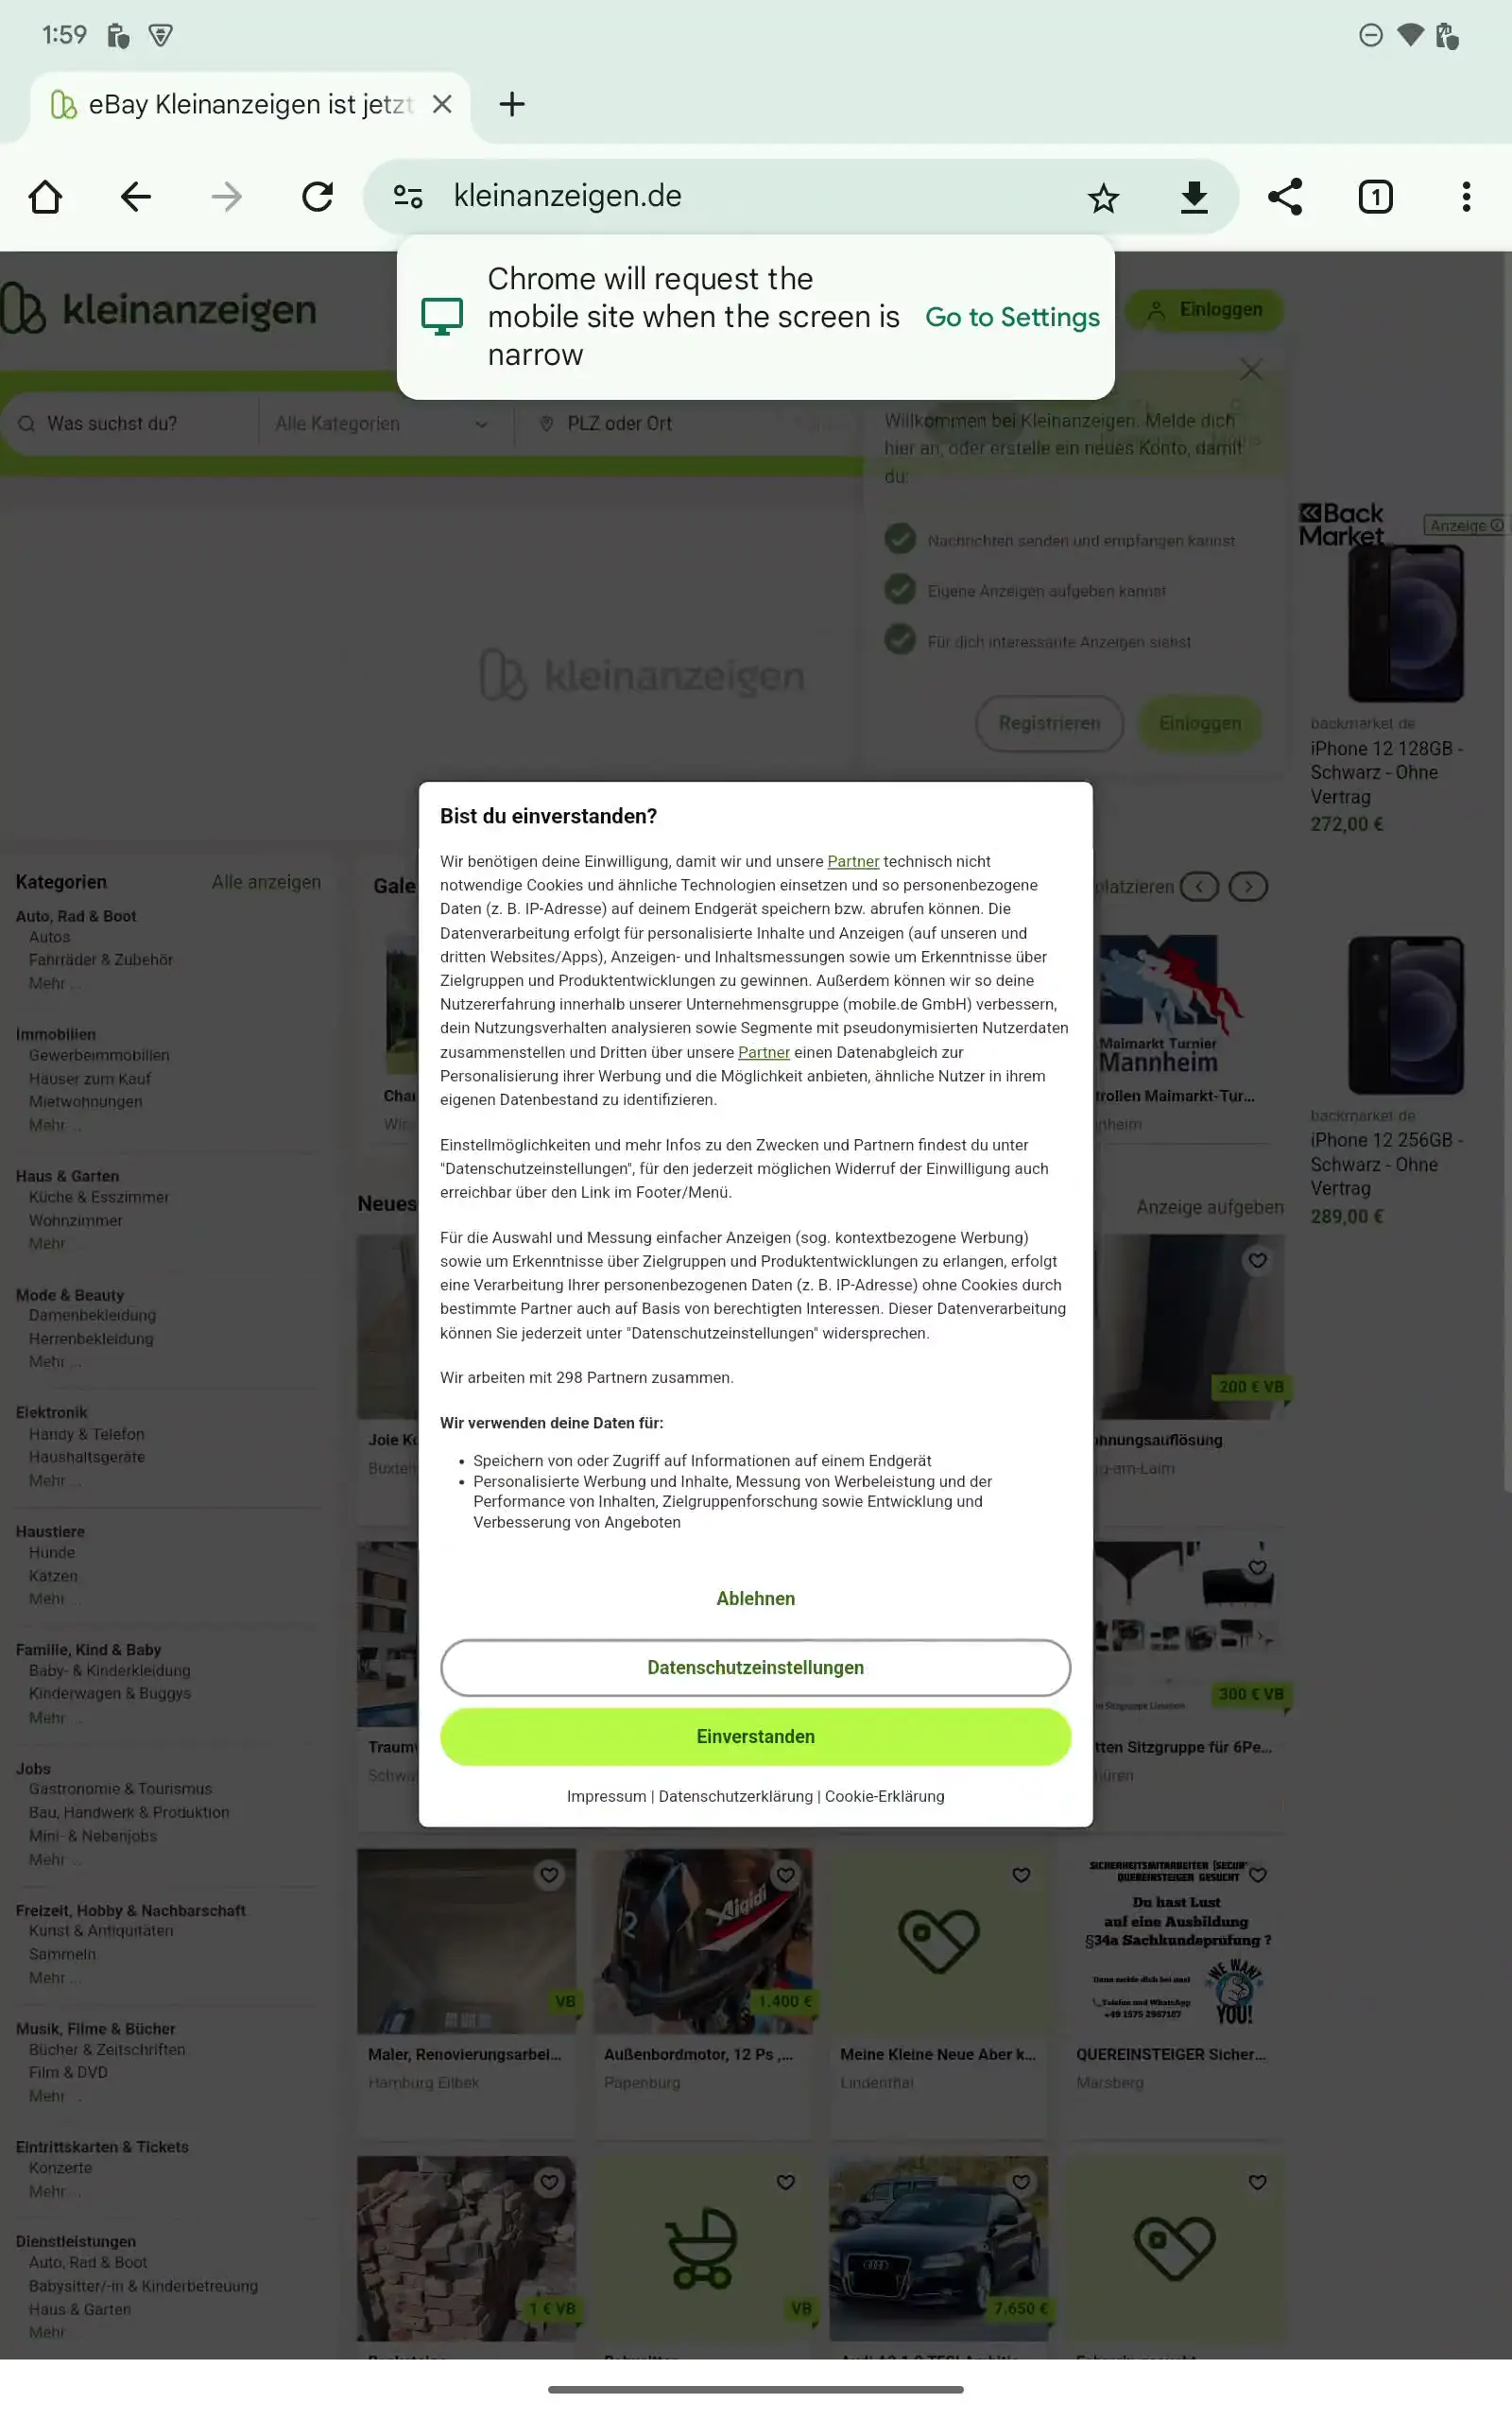 1:59
eBay Kleinanzeigen ist jetzt
kleinanzeigen.de
1
Chrome will request the
mobile site when the screen is
narrow
Go to Settings
kleinanzeigen
Einloggen
Was suchst du?
Alle Kategorien
PLZ oder Ort
Willkommen bei Kleinanzeigen. Melde dich
hier an, oder erstelle ein neues Konto, damit
du:
Nachrichten senden und empfangen kannst
Eigene Anzeigen aufgeben kannst
Für dich interessante Anzeigen siehst
Registrieren
Einloggen
kleinanzeigen
Back
Market
Anzeige
backmarket.de
iPhone 12 128GB -
Schwarz - Ohne
Vertrag
272,00 €
backmarket.de
iPhone 12 256GB -
Schwarz - Ohne
Vertrag
289,00 €
Bist du einverstanden?
Wir benötigen deine Einwilligung, damit wir und unsere Partner technisch nicht
notwendige Cookies und ähnliche Technologien einsetzen und so personenbezogene
Daten (z. B. IP-Adresse) auf deinem Endgerät speichern bzw. abrufen können. Die
Datenverarbeitung erfolgt für personalisierte Inhalte und Anzeigen (auf unseren und
dritten Websites/Apps), Anzeigen- und Inhaltsmessungen sowie um Erkenntnisse über
Zielgruppen und Produktentwicklungen zu gewinnen. Außerdem können wir so deine
Nutzererfahrung innerhalb unserer Unternehmensgruppe (mobile.de GmbH) verbessern,
dein Nutzungsverhalten analysieren sowie Segmente mit pseudonymisierten Nutzerdaten
zusammenstellen und Dritten über unsere Partner einen Datenabgleich zur
Personalisierung ihrer Werbung und die Möglichkeit anbieten, ähnliche Nutzer in ihrem
eigenen Datenbestand zu identifizieren.
Einstellmöglichkeiten und mehr Infos zu den Zwecken und Partnern findest du unter
"Datenschutzeinstellungen", für den jederzeit möglichen Widerruf der Einwilligung auch
erreichbar über den Link im Footer/Menü.
Für die Auswahl und Messung einfacher Anzeigen (sog. kontextbezogene Werbung)
sowie um Erkenntnisse über Zielgruppen und Produktentwicklungen zu erlangen, erfolgt
eine Verarbeitung Ihrer personenbezogenen Daten (z. B. IP-Adresse) ohne Cookies durch
bestimmte Partner auch auf Basis von berechtigten Interessen. Dieser Datenverarbeitung
können Sie jederzeit unter "Datenschutzeinstellungen" widersprechen.
Wir arbeiten mit 298 Partnern zusammen.
Wir verwenden deine Daten für:
• Speichern von oder Zugriff auf Informationen auf einem Endgerät
• Personalisierte Werbung und Inhalte, Messung von Werbeleistung und der
Performance von Inhalten, Zielgruppenforschung sowie Entwicklung und
Verbesserung von Angeboten
Ablehnen
Datenschutzeinstellungen
Einverstanden
Impressum | Datenschutzerklärung | Cookie-Erklärung
Kategorien
Alle anzeigen
Auto, Rad & Boot
Autos
Fahrräder & Zubehör
Mehr ...
Immobilien
Gewerbeimmobilien
Häuser zum Kauf
Mietwohnungen
Mehr ...
Haus & Garten
Küche & Esszimmer
Wohnzimmer
Mehr ...
Mode & Beauty
Damenbekleidung
Herrenbekleidung
Mehr ...
Elektronik
Handy & Telefon
Haushaltsgeräte
Mehr ...
Haustiere
Hunde
Katzen
Mehr ...
Familie, Kind & Baby
Baby- & Kinderkleidung
Kinderwagen & Buggys
Mehr ...
Jobs
Gastronomie & Tourismus
Bau, Handwerk & Produktion
Mini- & Nebenjobs
Mehr ...
Freizeit, Hobby & Nachbarschaft
Kunst & Antiquitäten
Sammeln
Mehr ...
Musik, Filme & Bücher
Bücher & Zeitschriften
Film & DVD
Mehr ...
Eintrittskarten & Tickets
Konzerte
Mehr ...
Dienstleistungen
Auto, Rad & Boot
Babysitter/-in & Kinderbetreuung
Haus & Garten
Mehr ...
Gale
platzieren
Maimarkt Turnier
Mannheim
trollen Maimarkt-Tur...
nheim
Neues
Anzeige aufgeben
200 € VB
Joie
ohnungsauflösung
g-am-Laim
300 € VB
tten Sitzgruppe für 6Pe...
Aigidi
VB
1.400 €
SICHERHEITSMITARBEITER
QUEREINSTEIGER GESUCHT
Du hast Lust
auf eine Ausbildung
§34a Sachkundeprüfung ?
Dann melde dich bei uns!
Telefon und WhatsApp
WE WANT
YOU!
Maler, Renovierungsarbei...
Hamburg Eilbek
Außenbordmotor, 12 Ps ,...
Papenburg
Meine Kleine Neue Aber k...
Lindenthal
QUEREINSTEIGER Sicher...
Marsberg
1 € VB
VB
7.650 €